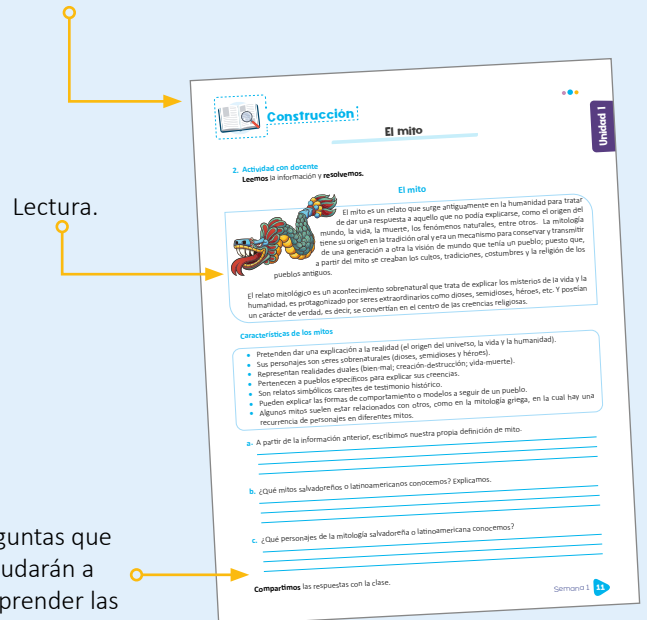 Construcción
El mito
Unidad 1
2. Actividad con docente
Leemos la información y resolvemos.
El mito
El mito es un relato que surge antiguamente en la humanidad para tratar
de dar una respuesta a aquello que no podía explicarse, como el origen del
mundo, la vida, la muerte, los fenómenos naturales, entre otros. La mitología
tiene su origen en la tradición oral y era un mecanismo para conservar y transmitir
de una generación a otra la visión de mundo que tenía un pueblo; puesto que,
a partir del mito se creaban los cultos, tradiciones, costumbres y la religión de los
pueblos antiguos.
El relato mitológico es un acontecimiento sobrenatural que trata de explicar los misterios de la vida y la
humanidad, es protagonizado por seres extraordinarios como dioses, semidioses, héroes, etc. Y poseían
un carácter de verdad, es decir, se convertían en el centro de las creencias religiosas.
Características de los mitos
• Pretenden dar una explicación a la realidad (el origen del universo, la vida y la humanidad).
• Sus personajes son seres sobrenaturales (dioses, semidioses y héroes).
• Representan realidades duales (bien-mal; creación-destrucción; vida-muerte).
• Pertenecen a pueblos específicos para explicar sus creencias.
• Son relatos simbólicos carentes de testimonio histórico.
• Pueden explicar las formas de comportamiento o modelos a seguir de un pueblo.
• Algunos mitos suelen estar relacionados con otros, como en la mitología griega, en la cual hay una
recurrencia de personajes en diferentes mitos.
a. A partir de la información anterior, escribimos nuestra propia definición de mito.
b. ¿Qué mitos salvadoreños o latinoamericanos conocemos? Explicamos.
c. ¿Qué personajes de la mitología salvadoreña o latinoamericana conocemos?
Compartimos las respuestas con la clase.
Semana 1 11
Lectura.
guntas que
udarán a
prender las